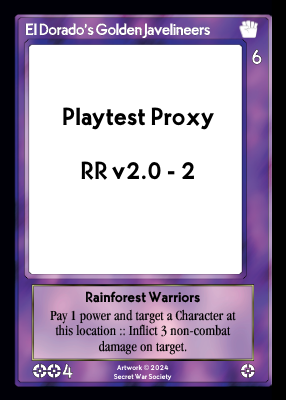 El Dorado's Golden Javelineers
6
Playtest Proxy
RR v2.0 - 2
Rainforest Warriors
Pay 1 power and target a Character at
this location :: Inflict 3 non-combat
damage on target.
4
Artwork © 2024
Secret War Society